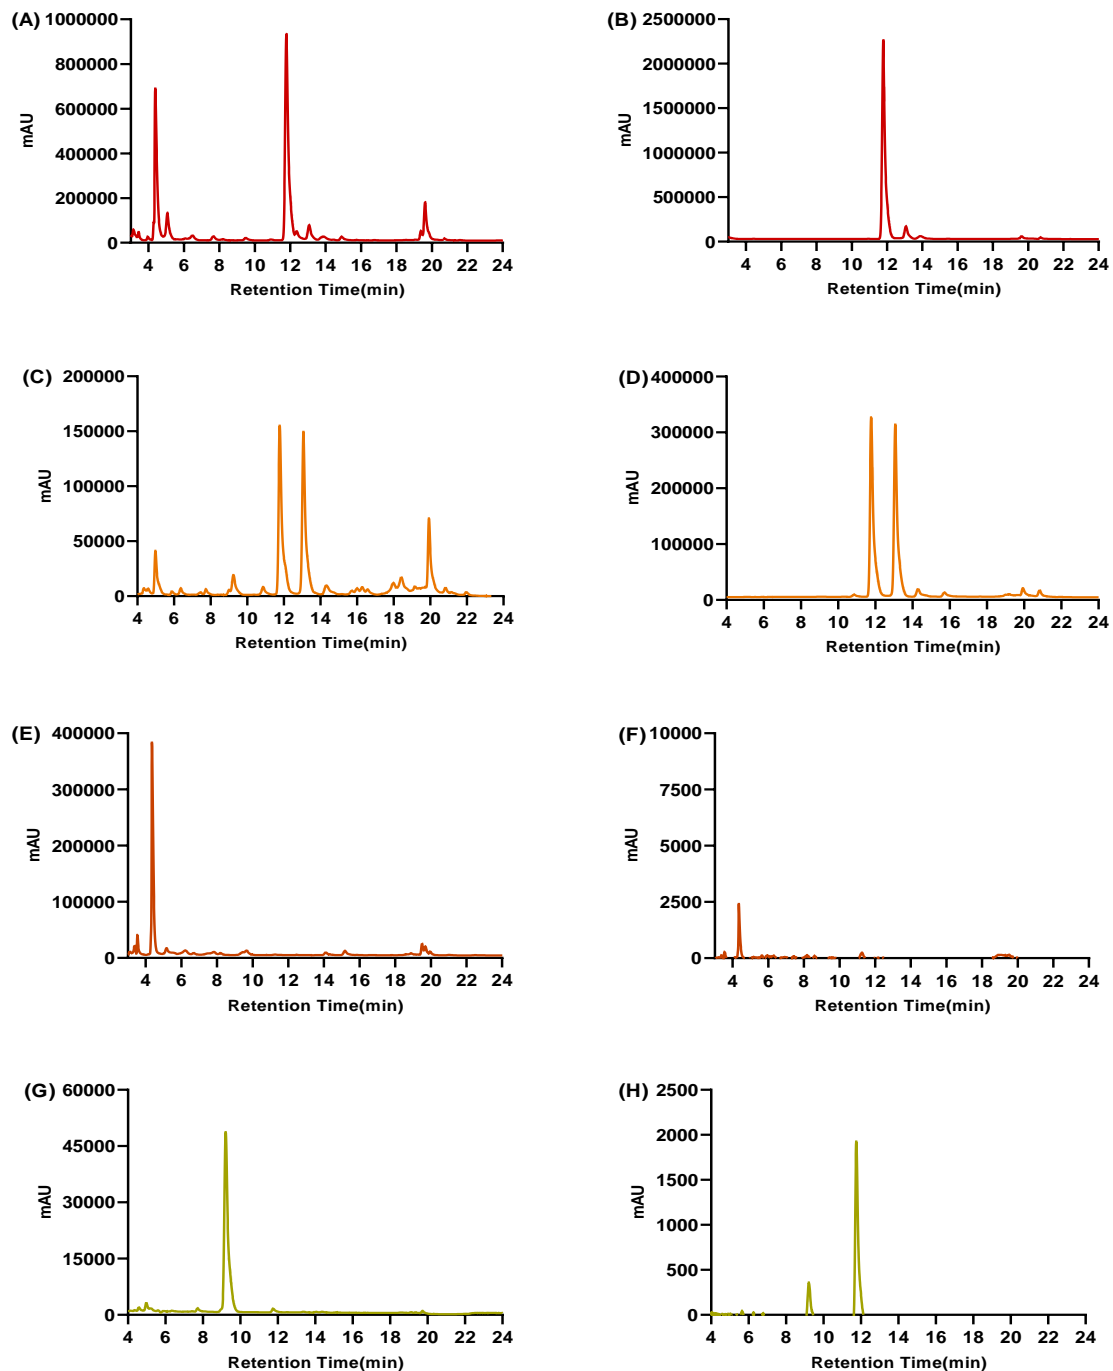 (A)
1000000
800000
600000
400000
200000
0
mAU
4 6 8 10 12 14 16 18 20 22 24
Retention Time(min)
(B)
2500000
2000000
1500000
1000000
500000
0
mAU
4 6 8 10 12 14 16 18 20 22 24
Retention Time(min)
(C)
200000
150000
100000
50000
0
mAU
4 6 8 10 12 14 16 18 20 22 24
Retention Time(min)
(D)
400000
300000
200000
100000
0
mAU
4 6 8 10 12 14 16 18 20 22 24
Retention Time(min)
(E)
400000
300000
200000
100000
0
mAU
4 6 8 10 12 14 16 18 20 22 24
Retention Time(min)
(F)
10000
7500
5000
2500
0
mAU
4 6 8 10 12 14 16 18 20 22 24
Retention Time(min)
(G)
60000
45000
30000
15000
0
mAU
4 6 8 10 12 14 16 18 20 22 24
Retention Time(min)
(H)
2500
2000
1500
1000
500
0
mAU
4 6 8 10 12 14 16 18 20 22 24
Retention Time(min)